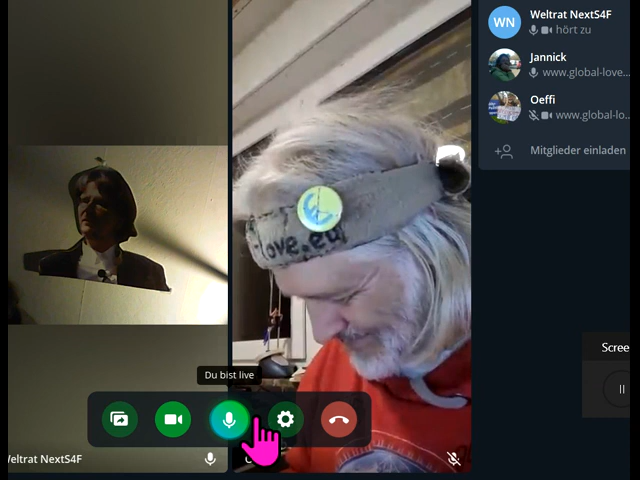 WN
Weltrat NextS4F
hört zu
Jannick
www.global-love...
Oeffi
www.global-lo...
Mitglieder einladen
love.eu
Scree
Du bist live
Weltrat NextS4F